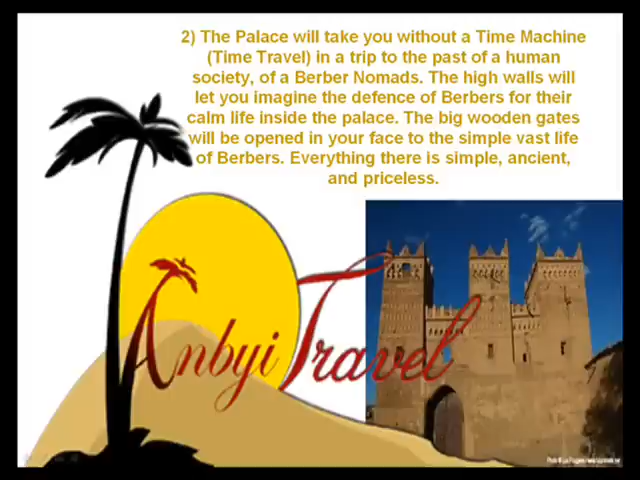 2) The Palace will take you without a Time Machine
(Time Travel) in a trip to the past of a human
society, of a Berber Nomads. The high walls will
let you imagine the defence of Berbers for their
calm life inside the palace. The big wooden gates
will be opened in your face to the simple vast life
of Berbers. Everything there is simple, ancient,
and priceless.
Anbyi Travel